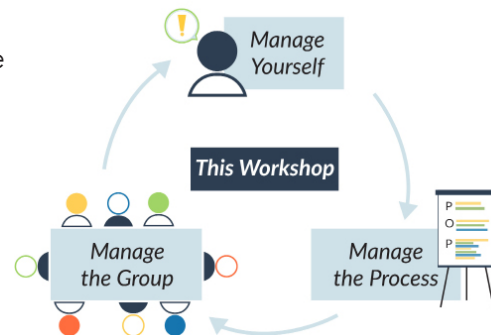 e
!
Manage
Yourself
This Workshop
Manage
the Process
P
O
P
Manage
the Group